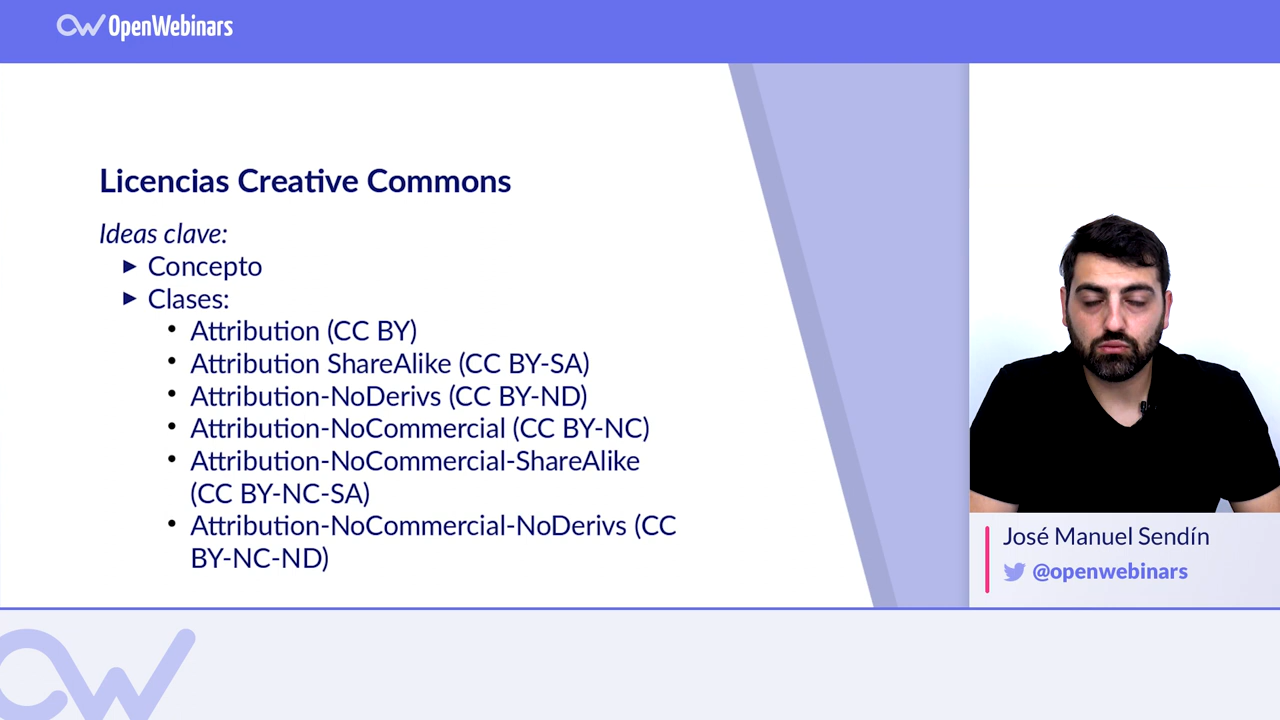 OpenWebinars
Licencias Creative Commons
Ideas clave:
Concepto
Clases:
Attribution (CC BY)
Attribution ShareAlike (CC BY-SA)
Attribution-NoDerivs (CC BY-ND)
Attribution-NoCommercial (CC BY-NC)
Attribution-NoCommercial-ShareAlike
(CC BY-NC-SA)
Attribution-NoCommercial-NoDerivs (CC
BY-NC-ND)
José Manuel Sendín
@openwebinars